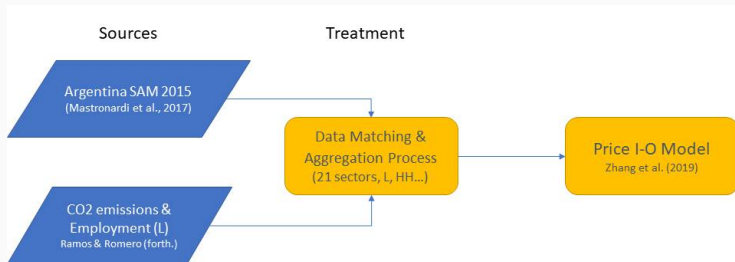 Sources
Treatment
Argentina SAM 2015
(Mastronardi et al., 2017)
Data Matching &
Aggregation Process
(21 sectors, L, HH...)
Price I-O Model
Zhang et al. (2019)
CO2 emissions &
Employment (L)
Ramos & Romero (forth.)